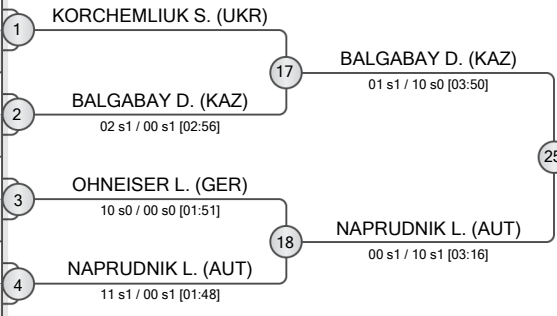 1
KORCHEMLIUK S. (UKR)
17
BALGABAY D. (KAZ)
01 s1 / 10 s0 [03:50]
2
BALGABAY D. (KAZ)
02 s1 / 00 s1 [02:56]
25
3
OHNEISER L. (GER)
10 s0 / 00 s0 [01:51]
18
NAPRUDNIK L. (AUT)
00 s1 / 10 s1 [03:16]
4
NAPRUDNIK L. (AUT)
11 s1 / 00 s1 [01:48]